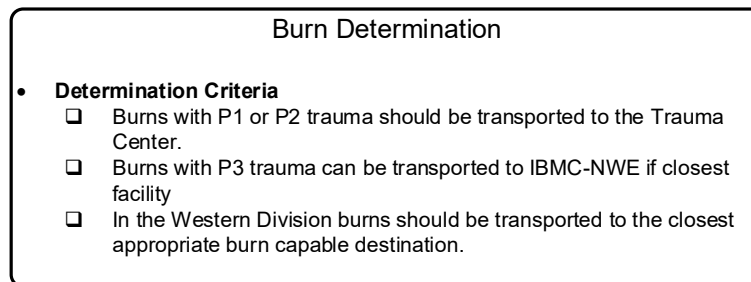 Burn Determination
• Determination Criteria
❑ Burns with P1 or P2 trauma should be transported to the Trauma
Center.
❑ Burns with P3 trauma can be transported to IBMC-NWE if closest
facility
❑ In the Western Division burns should be transported to the closest
appropriate burn capable destination.